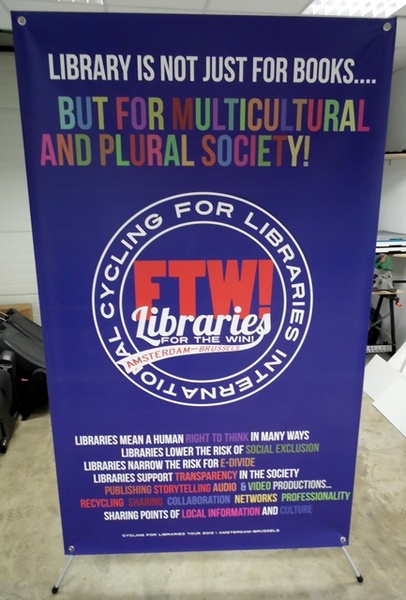 LIBRARY IS NOT JUST FOR BOOKS....
BUT FOR MULTICULTURAL
AND PLURAL SOCIETY!
CYCLING FOR LIBRARIES INTERNATIONAL
FTW!
Libraries
FOR THE WIN!
AMSTERDAM-BRUSSELS
LIBRARIES MEAN A HUMAN RIGHT TO THINK IN MANY WAYS
LIBRARIES LOWER THE RISK OF SOCIAL EXCLUSION
LIBRARIES NARROW THE RISK FOR E-DIVIDE
LIBRARIES SUPPORT TRANSPARENCY IN THE SOCIETY
PUBLISHING STORYTELLING AUDIO & VIDEO PRODUCTIONS...
RECYCLING SHARING COLLABORATION NETWORKS PROFESSIONALITY
SHARING POINTS OF LOCAL INFORMATION AND CULTURE
CYCLING FOR LIBRARIES TOUR 2013 | AMSTERDAM-BRUSSELS